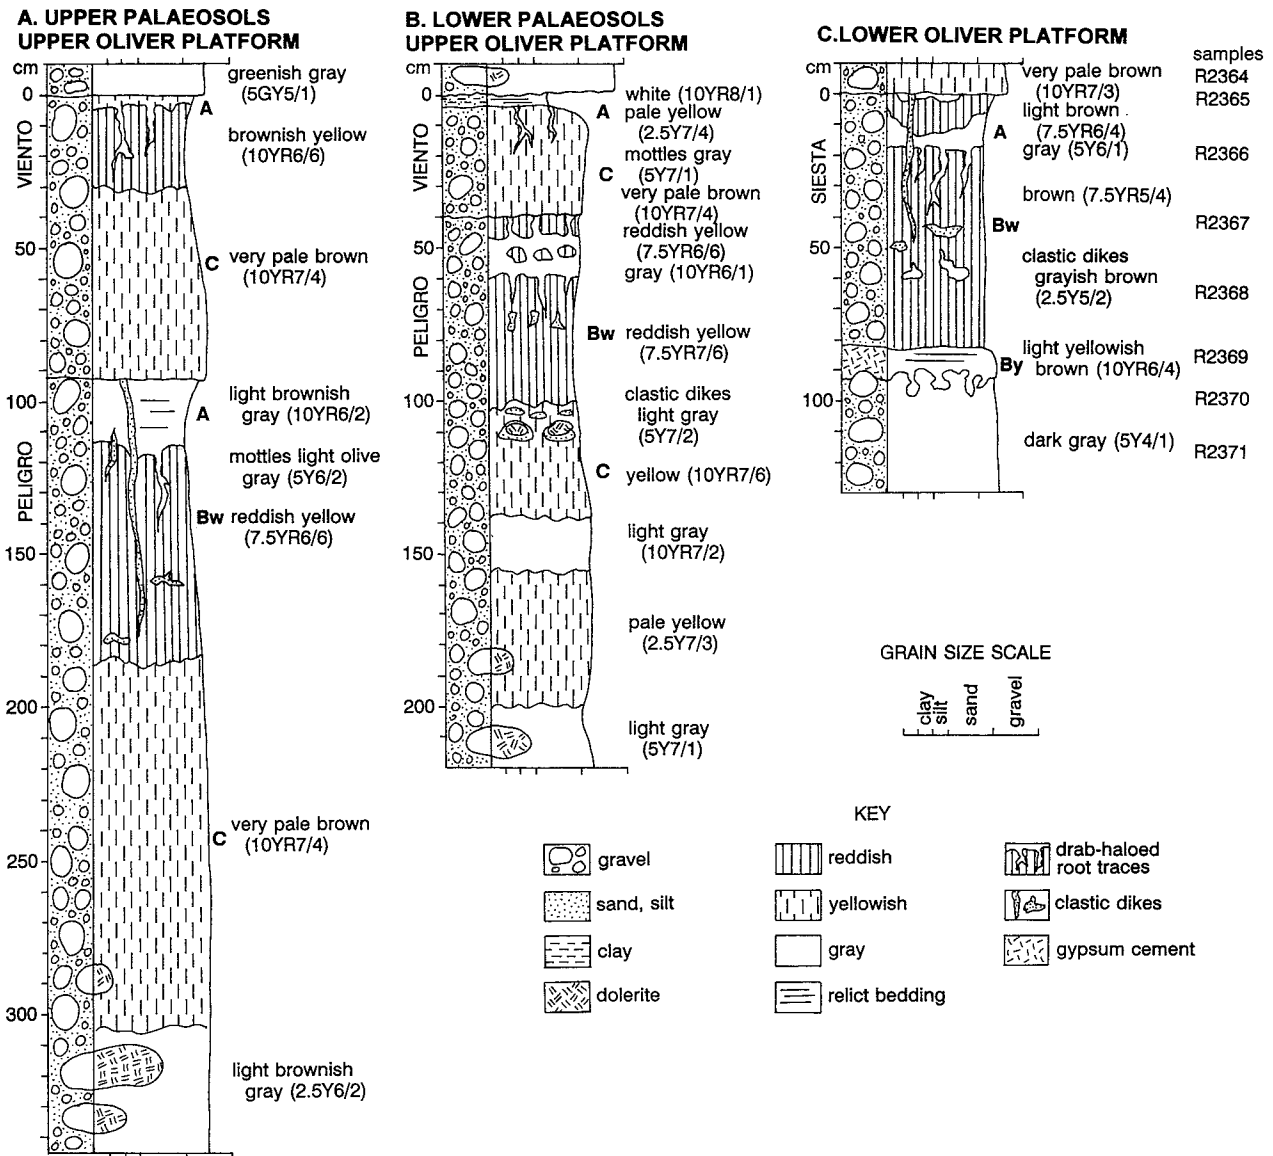 A. UPPER PALAEOSOLS
UPPER OLIVER PLATFORM
cm
0
50
100
150
200
250
300
VIENTO
PELIGRO
greenish gray
(5GY5/1)
A
brownish yellow
(10YR6/6)
C very pale brown
(10YR7/4)
light brownish
gray (10YR6/2)
A
mottles light olive
gray (5Y6/2)
Bw reddish yellow
(7.5YR6/6)
C very pale brown
(10YR7/4)
light brownish
gray (2.5Y6/2)
B. LOWER PALAEOSOLS
UPPER OLIVER PLATFORM
cm
0
50
100
150
200
VIENTO
PELIGRO
white (10YR8/1)
A pale yellow
(2.5Y7/4)
mottles gray
(5Y7/1)
C
very pale brown
(10YR7/4)
reddish yellow
(7.5YR6/6)
gray (10YR6/1)
Bw reddish yellow
(7.5YR7/6)
clastic dikes
light gray
(5Y7/2)
C yellow (10YR7/6)
light gray
(10YR7/2)
pale yellow
(2.5Y7/3)
light gray
(5Y7/1)
C.LOWER OLIVER PLATFORM
cm
0
50
100
SIESTA
very pale brown
(10YR7/3)
light brown
(7.5YR6/4)
A
gray (5Y6/1)
brown (7.5YR5/4)
Bw
clastic dikes
grayish brown
(2.5Y5/2)
light yellowish
By brown (10YR6/4)
dark gray (5Y4/1)
samples
R2364
R2365
R2366
R2367
R2368
R2369
R2370
R2371
GRAIN SIZE SCALE
clay
silt
sand
gravel
KEY
gravel
sand, silt
clay
dolerite
reddish
yellowish
gray
relict bedding
drab-haloed
root traces
clastic dikes
gypsum cement